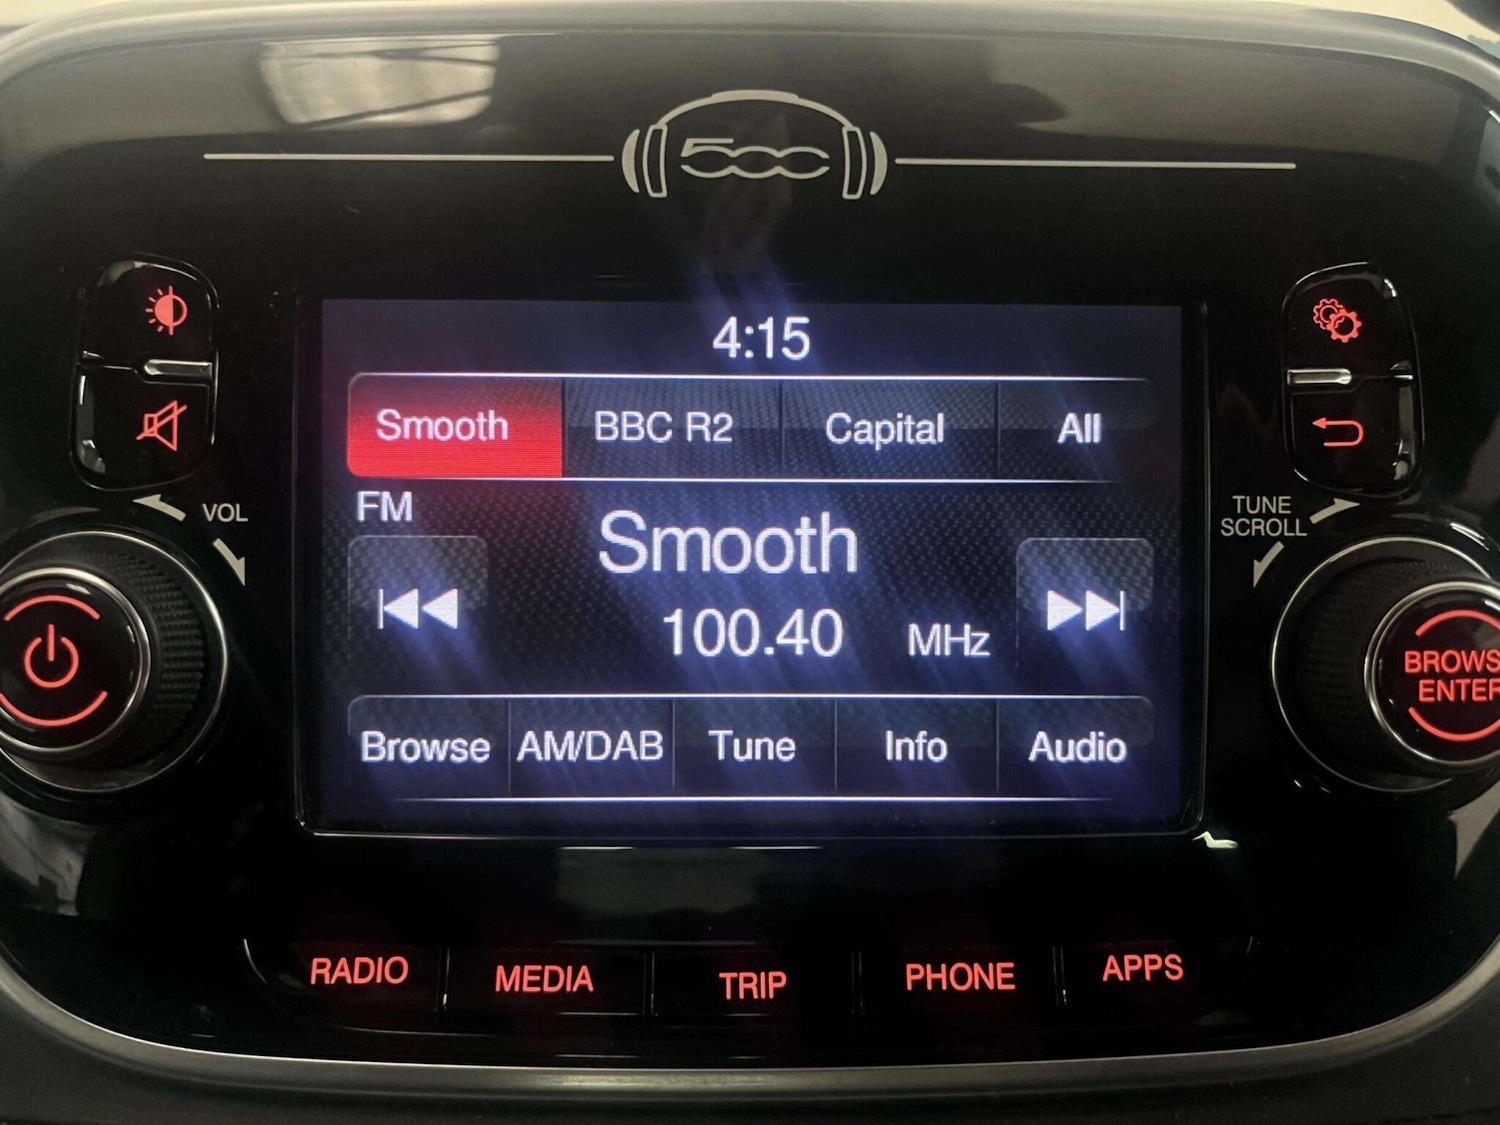 500
4:15
Smooth BBC R2 Capital All
FM
Smooth
100.40 MHz
Browse AM/DAB Tune Info Audio
VOL
TUNE
SCROLL
ENTER
RADIO MEDIA TRIP PHONE APPS